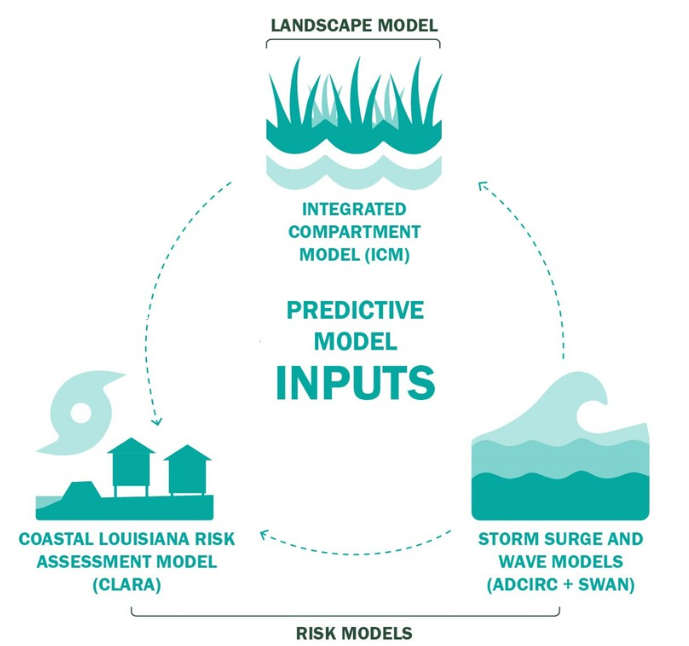 LANDSCAPE MODEL
INTEGRATED
COMPARTMENT
MODEL (ICM)
PREDICTIVE
MODEL
INPUTS
COASTAL LOUISIANA RISK
ASSESSMENT MODEL
(CLARA)
STORM SURGE AND
WAVE MODELS
(ADCIRC + SWAN)
RISK MODELS